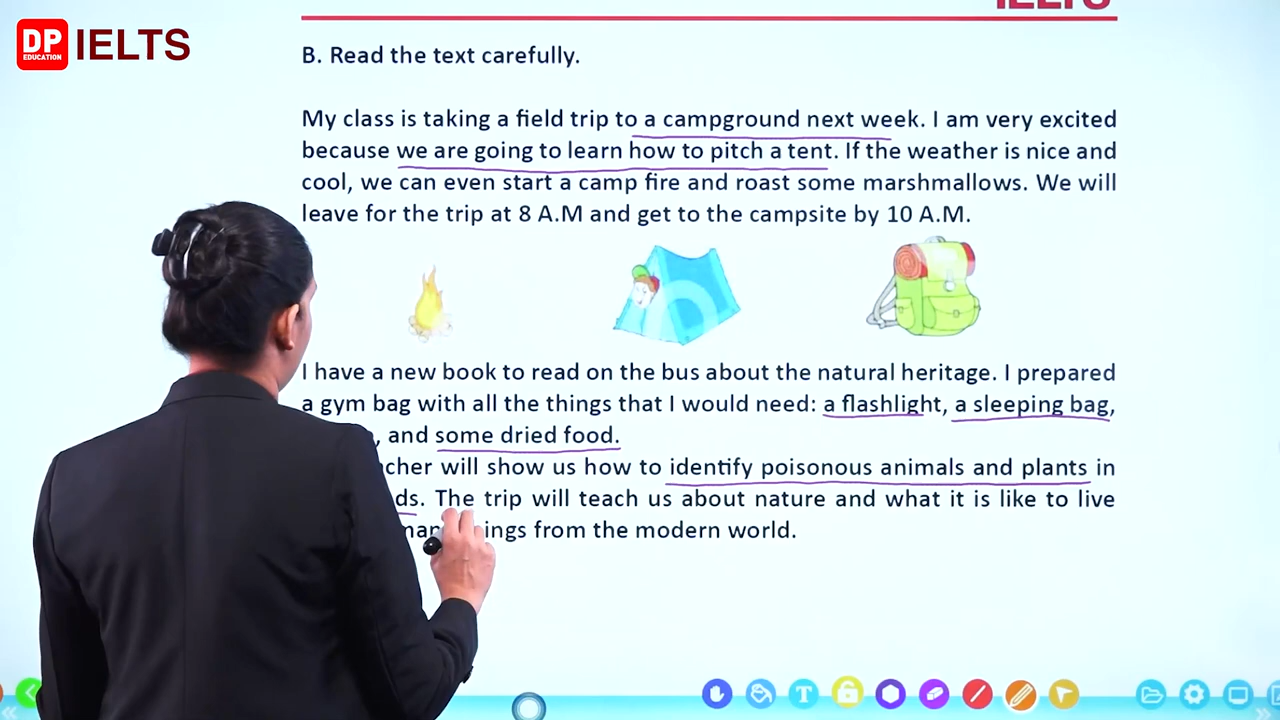 IELTS
DP
EDUCATION
IELTS
B. Read the text carefully.
My class is taking a field trip to a campground next week. I am very excited
because we are going to learn how to pitch a tent. If the weather is nice and
cool, we can even start a camp fire and roast some marshmallows. We will
leave for the trip at 8 A.M and get to the campsite by 10 A.M.
I have a new book to read on the bus about the natural heritage. I prepared
a gym bag with all the things that I would need: a flashlight, a sleeping bag,
, and some dried food.
will show us how to identify poisonous animals and plants in
. The trip will teach us about nature and what it is like to live
from the modern world.